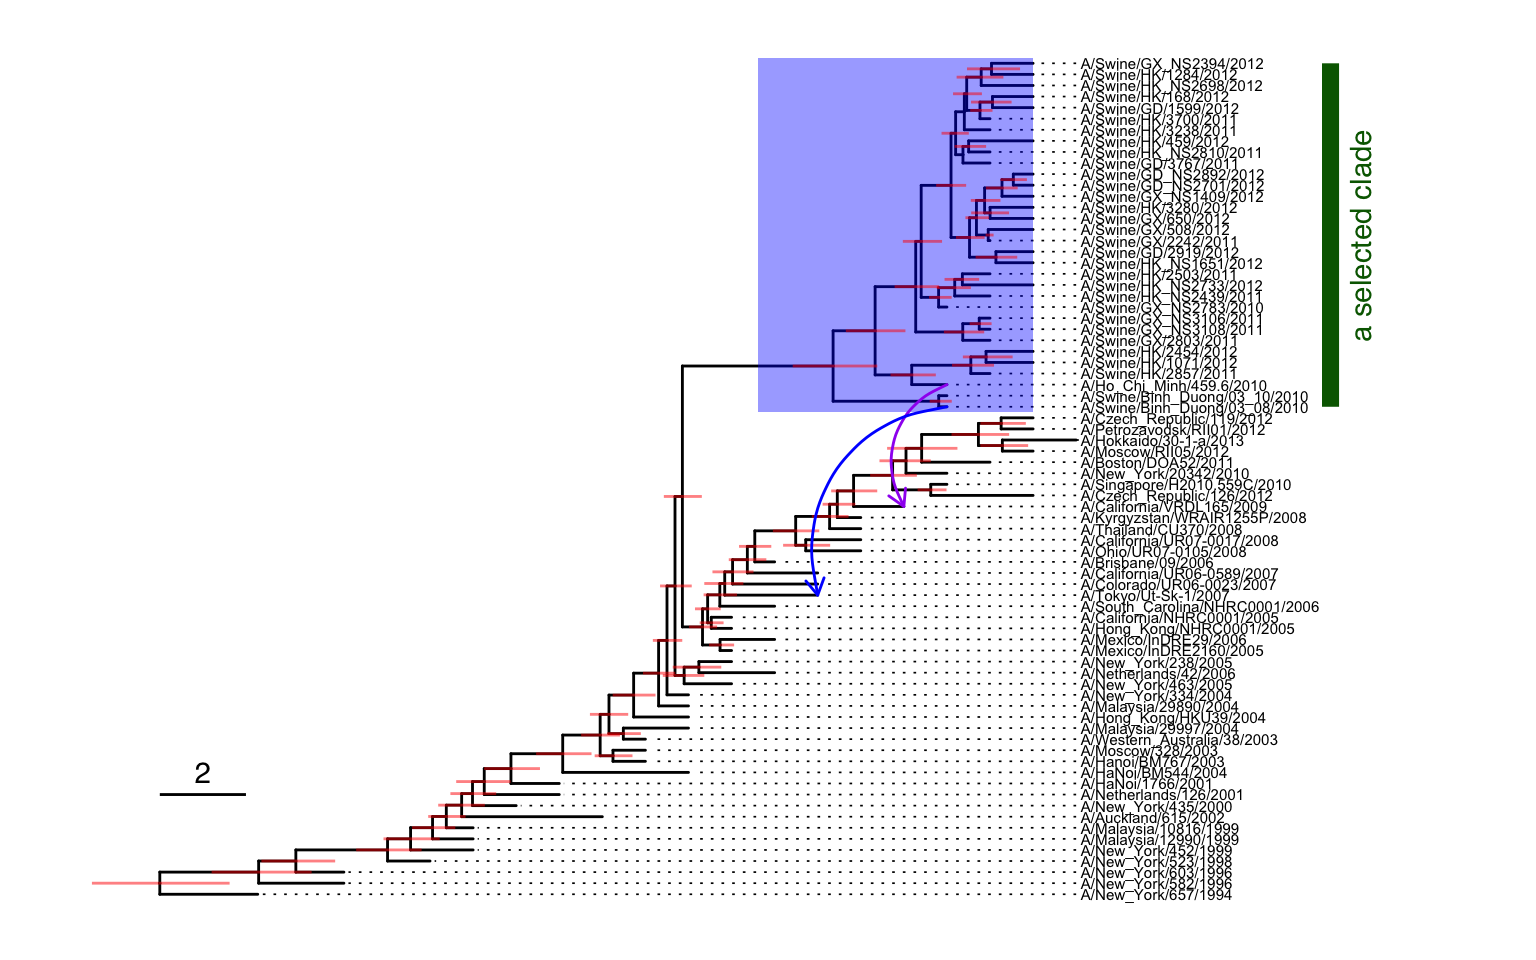 A/Swine/GX_NS2394/2012
A/Swine/HK/1284/2012
A/Swine/HK_NS2698/2012
A/Swine/HK/168/2012
A/Swine/GD/1599/2012
A/Swine/HK/3700/2011
A/Swine/HK/3238/2011
A/Swine/HK/459/2012
A/Swine/HK_NS2810/2011
A/Swine/GD/3767/2011
A/Swine/GD_NS2892/2012
A/Swine/GD_NS2701/2012
A/Swine/GX_NS1409/2012
A/Swine/HK/3280/2012
A/Swine/GX/650/2012
A/Swine/GX/508/2012
A/Swine/GX/2242/2011
A/Swine/GD/2919/2012
A/Swine/HK_NS1651/2012
A/Swine/HK/2503/2011
A/Swine/HK_NS2733/2012
A/Swine/HK_NS2439/2011
A/Swine/GX_NS2783/2010
A/Swine/GX_NS3106/2011
A/Swine/GX_NS3108/2011
A/Swine/GX/2803/2011
A/Swine/HK/2454/2012
A/Swine/HK/1071/2012
A/Swine/HK/2857/2011
A/Ho_Chi_Minh/459.6/2010
A/Swine/Binh_Duong/03_10/2010
A/Swine/Binh_Duong/03_08/2010
A/Czech_Republic/119/2012
A/Petrozavodsk/RII01/2012
A/Hokkaido/30-1-a/2013
A/Moscow/RII05/2012
A/Boston/DOA52/2011
A/New_York/20342/2010
A/Singapore/H2010.559C/2010
A/Czech_Republic/126/2012
A/California/VRDL165/2009
A/Kyrgyzstan/WRAIR1255P/2008
A/Thailand/CU370/2008
A/California/UR07-0017/2008
A/Ohio/UR07-0105/2008
A/Brisbane/09/2006
A/California/UR06-0589/2007
A/Colorado/UR06-0023/2007
A/Tokyo/Ut-Sk-1/2007
A/South_Carolina/NHRC0001/2006
A/California/NHRC0001/2005
A/Hong_Kong/NHRC0001/2005
A/Mexico/InDRE29/2006
A/Mexico/InDRE2160/2005
A/New_York/238/2005
A/Netherlands/42/2006
A/New_York/463/2005
A/New_York/334/2004
A/Malaysia/29890/2004
A/Hong_Kong/HKU39/2004
A/Malaysia/29997/2004
A/Western_Australia/38/2003
A/Moscow/328/2003
A/Hanoi/BM767/2003
A/HaNoi/BM544/2004
A/HaNoi/1766/2001
A/Netherlands/126/2001
A/New_York/435/2000
A/Auckland/615/2002
A/Malaysia/10816/1999
A/Malaysia/12990/1999
A/New_York/452/1999
A/New_York/523/1998
A/New_York/603/1996
A/New_York/582/1996
A/New_York/657/1994
a selected clade
2